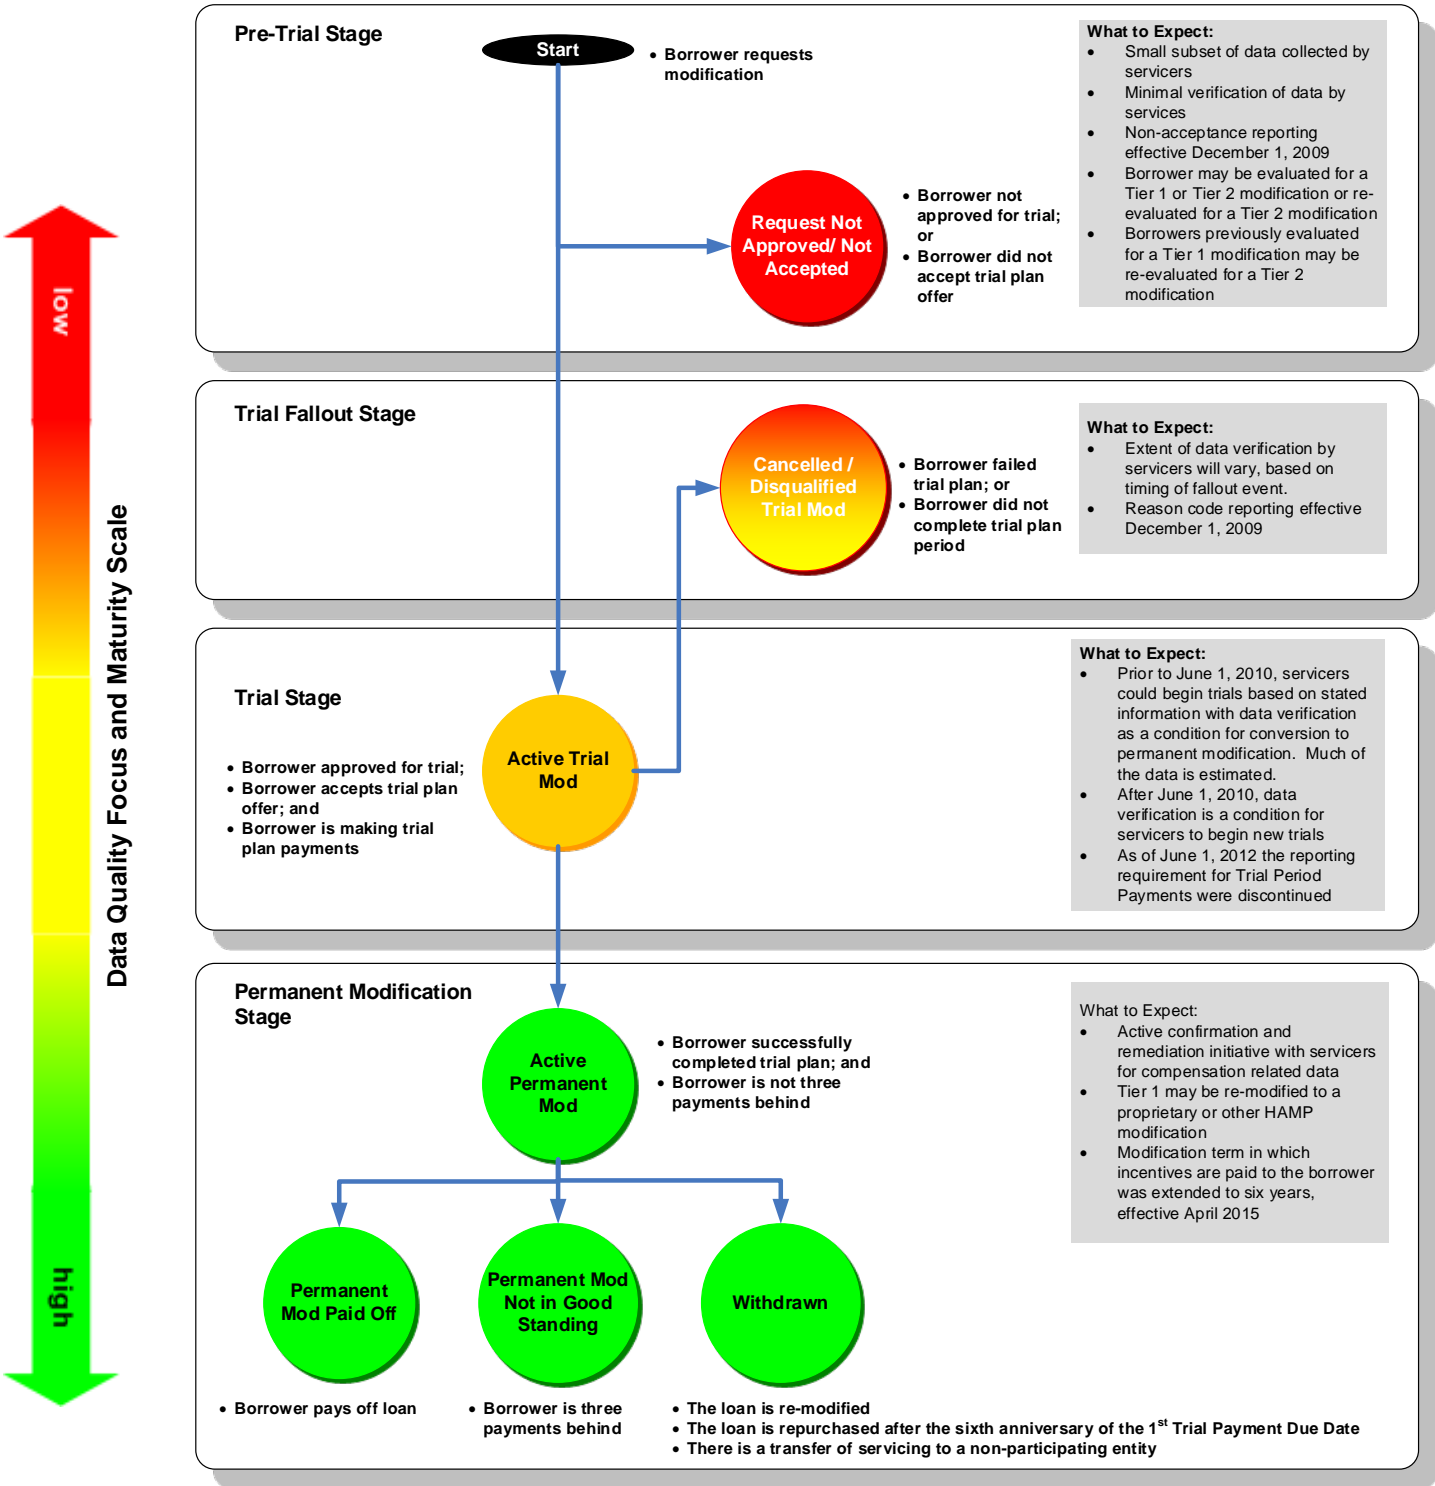 Pre-Trial Stage
Start
• Borrower requests
modification
What to Expect:
• Small subset of data collected by
servicers
• Minimal verification of data by
services
• Non-acceptance reporting
effective December 1, 2009
• Borrower may be evaluated for a
Tier 1 or Tier 2 modification or re-
evaluated for a Tier 2 modification
• Borrowers previously evaluated
for a Tier 1 modification may be
re-evaluated for a Tier 2
modification
Request Not
Approved/ Not
Accepted
• Borrower not
approved for trial;
or
• Borrower did not
accept trial plan
offer
low
Data Quality Focus and Maturity Scale
high
Trial Fallout Stage
Cancelled /
Disqualified
Trial Mod
• Borrower failed
trial plan; or
• Borrower did not
complete trial plan
period
What to Expect:
• Extent of data verification by
servicers will vary, based on
timing of fallout event.
• Reason code reporting effective
December 1, 2009
Trial Stage
• Borrower approved for trial;
• Borrower accepts trial plan
offer; and
• Borrower is making trial
plan payments
Active Trial
Mod
What to Expect:
• Prior to June 1, 2010, servicers
could begin trials based on stated
information with data verification
as a condition for conversion to
permanent modification.  Much of
the data is estimated.
• After June 1, 2010, data
verification is a condition for
servicers to begin new trials
• As of June 1, 2012 the reporting
requirement for Trial Period
Payments were discontinued
Permanent Modification
Stage
Active
Permanent
Mod
• Borrower successfully
completed trial plan; and
• Borrower is not three
payments behind
What to Expect:
• Active confirmation and
remediation initiative with servicers
for compensation related data
• Tier 1 may be re-modified to a
proprietary or other HAMP
modification
• Modification term in which
incentives are paid to the borrower
was extended to six years,
effective April 2015
Permanent
Mod Paid Off
Permanent Mod
Not in Good
Standing
Withdrawn
• Borrower pays off loan
• Borrower is three
payments behind
• The loan is re-modified
• The loan is repurchased after the sixth anniversary of the 1st Trial Payment Due Date
• There is a transfer of servicing to a non-participating entity